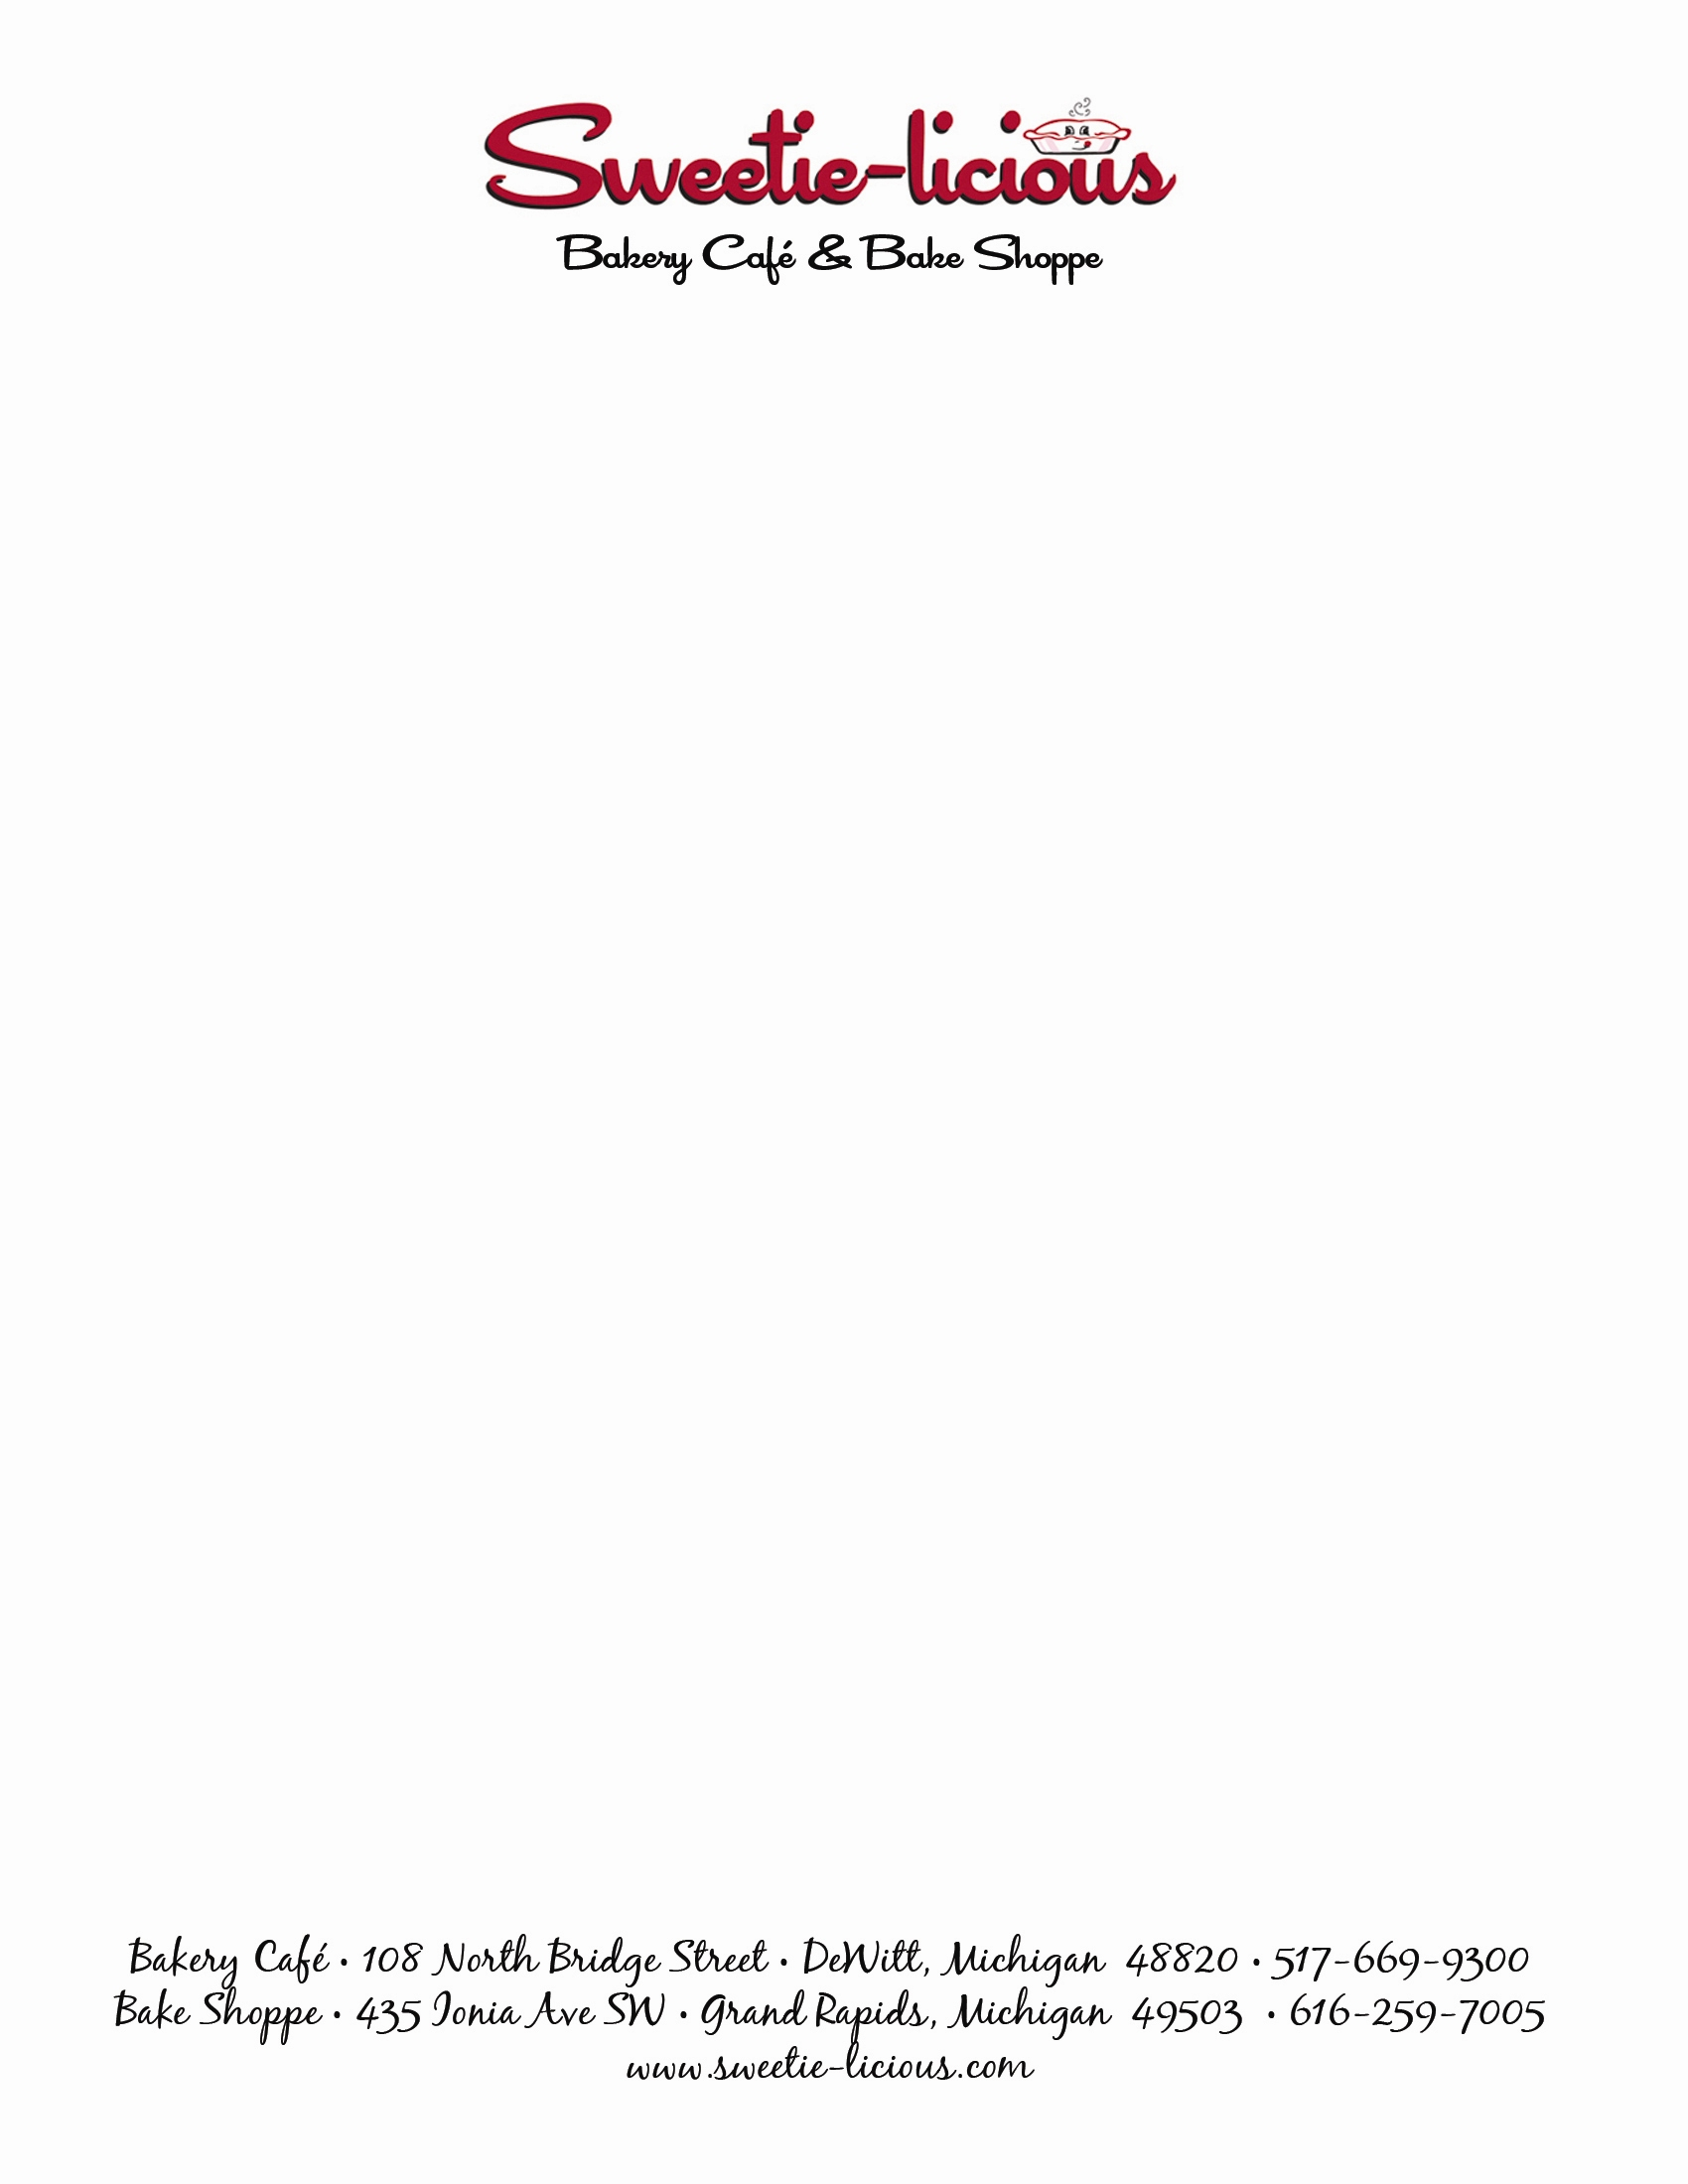 Sweetie-licious
Bakery Café & Bake Shoppe
Bakery Café • 108 North Bridge Street • DeWitt, Michigan 48820 • 517-669-9300
Bake Shoppe • 435 Ionia Ave SW • Grand Rapids, Michigan 49503 • 616-259-7005
www.sweetie-licious.com